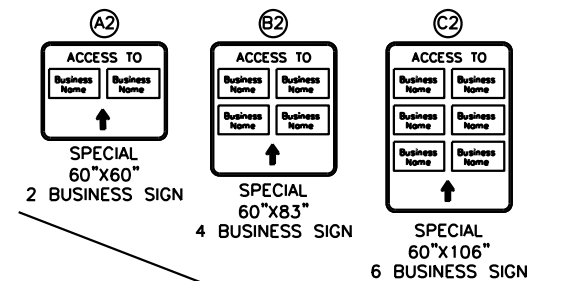 A2
ACCESS TO
Business Name
Business Name
SPECIAL
60"X60"
2 BUSINESS SIGN
B2
ACCESS TO
Business Name
Business Name
Business Name
Business Name
SPECIAL
60"X83"
4 BUSINESS SIGN
C2
ACCESS TO
Business Name
Business Name
Business Name
Business Name
Business Name
Business Name
SPECIAL
60"X106"
6 BUSINESS SIGN